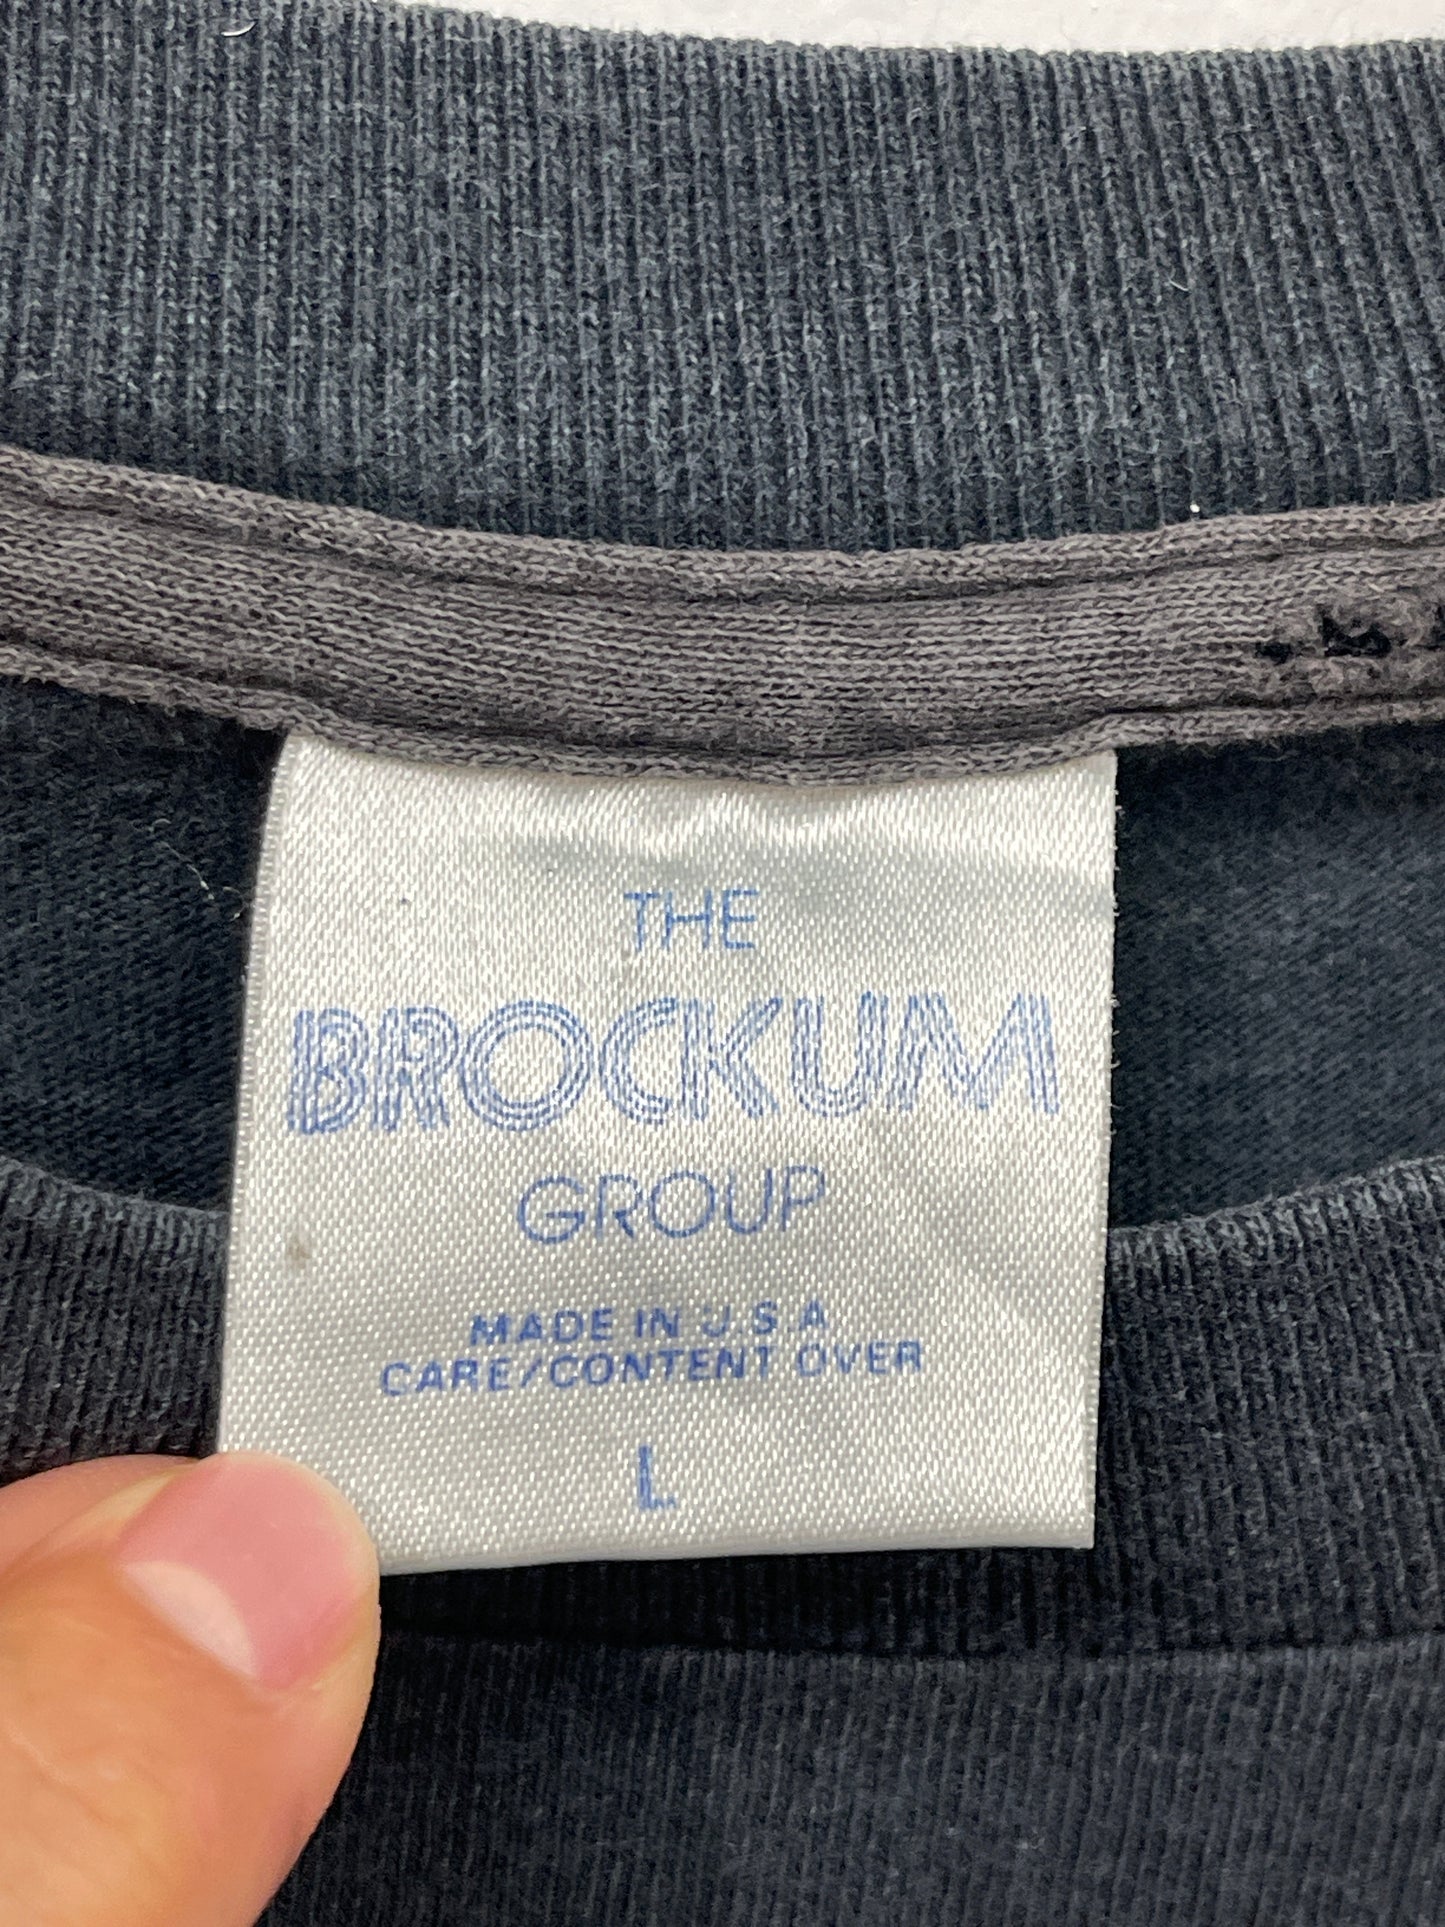 THE
BROCKUM
GROUP
MADE IN U.S.A
CARE/CONTENT OVER
L